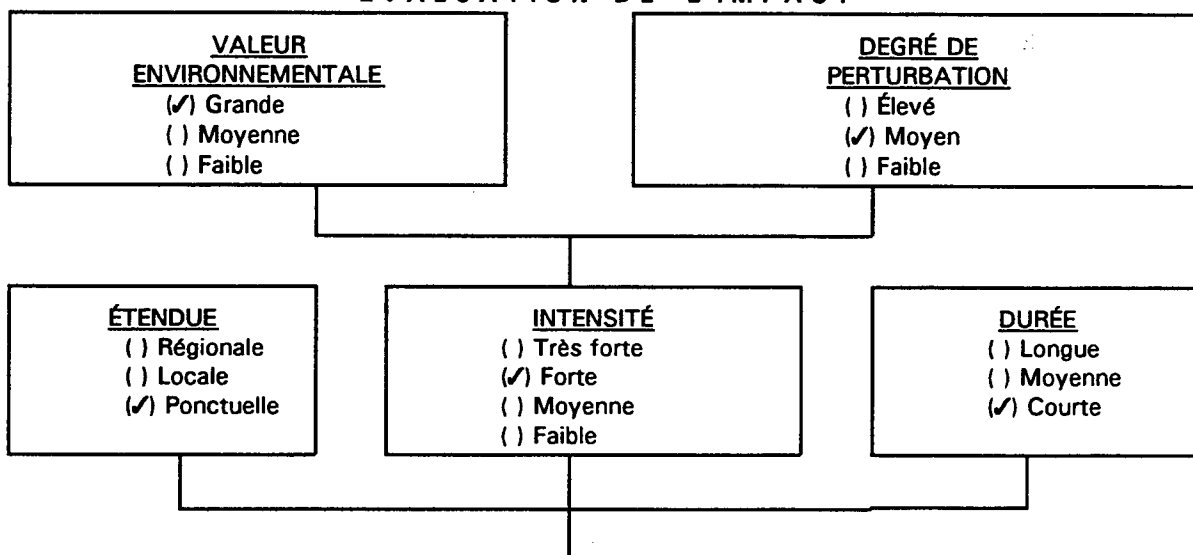 VALEUR
ENVIRONNEMENTALE
(✓) Grande
( ) Moyenne
( ) Faible
DEGRÉ DE
PERTURBATION
( ) Élevé
(✓) Moyen
( ) Faible
ÉTENDUE
( ) Régionale
( ) Locale
(✓) Ponctuelle
INTENSITÉ
( ) Très forte
(✓) Forte
( ) Moyenne
( ) Faible
DURÉE
( ) Longue
( ) Moyenne
(✓) Courte